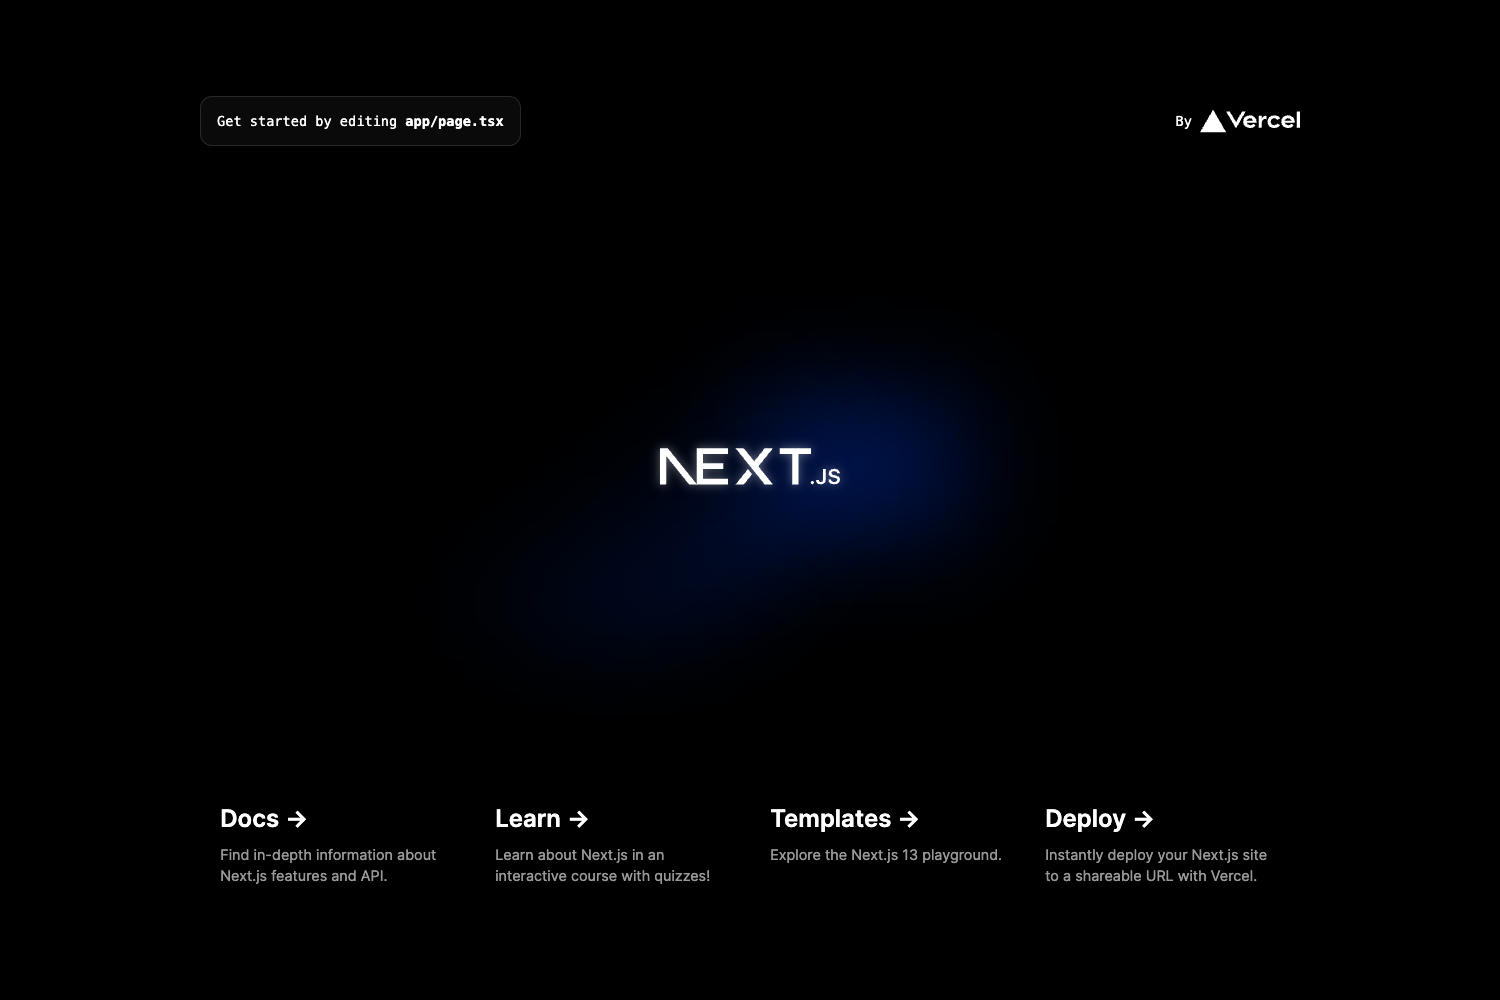 Get started by editing app/page.tsx
By Vercel
NEXT.JS
Docs →
Find in-depth information about
Next.js features and API.
Learn →
Learn about Next.js in an
interactive course with quizzes!
Templates →
Explore the Next.js 13 playground.
Deploy →
Instantly deploy your Next.js site
to a shareable URL with Vercel.